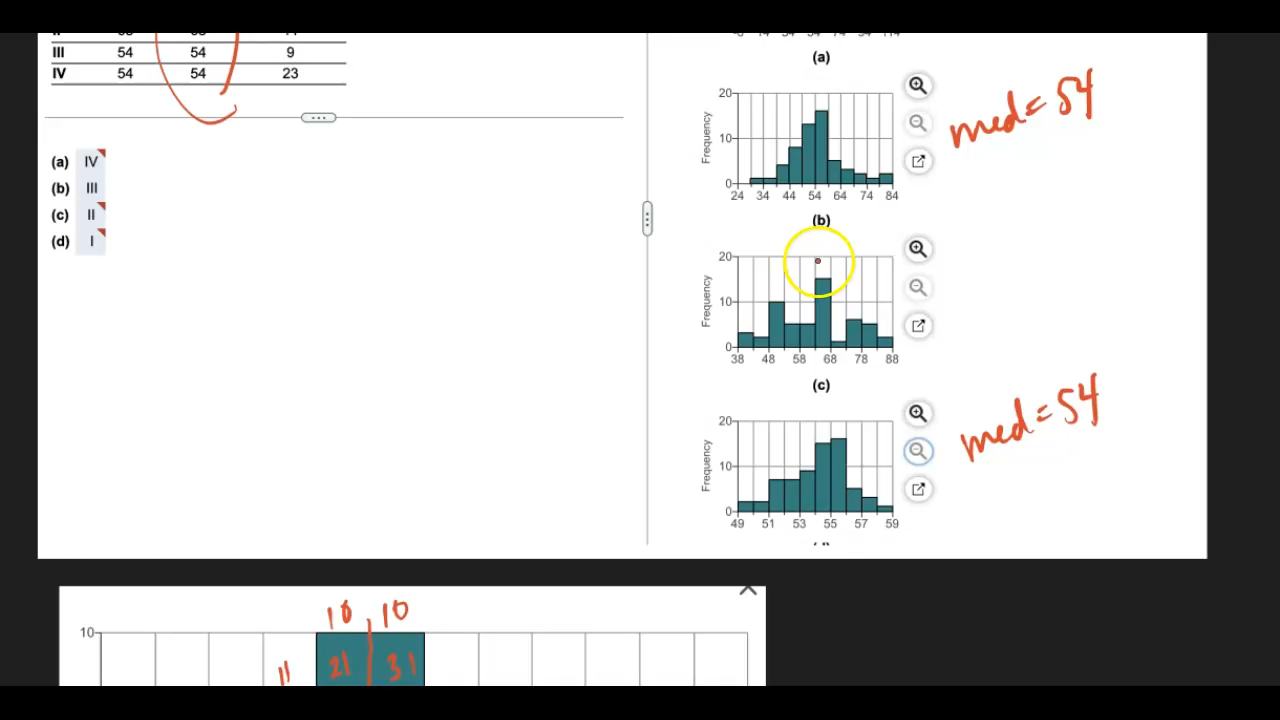 III 54 54 9
IV 54 54 23
(a) IV
(b) III
(c) II
(d) I
(a)
20
10
0
Frequency
24 34 44 54 64 74 84
med = 54
(b)
20
10
0
Frequency
38 48 58 68 78 88
(c)
20
10
0
Frequency
49 51 53 55 57 59
med = 54
10
10 , 10
11 21 31